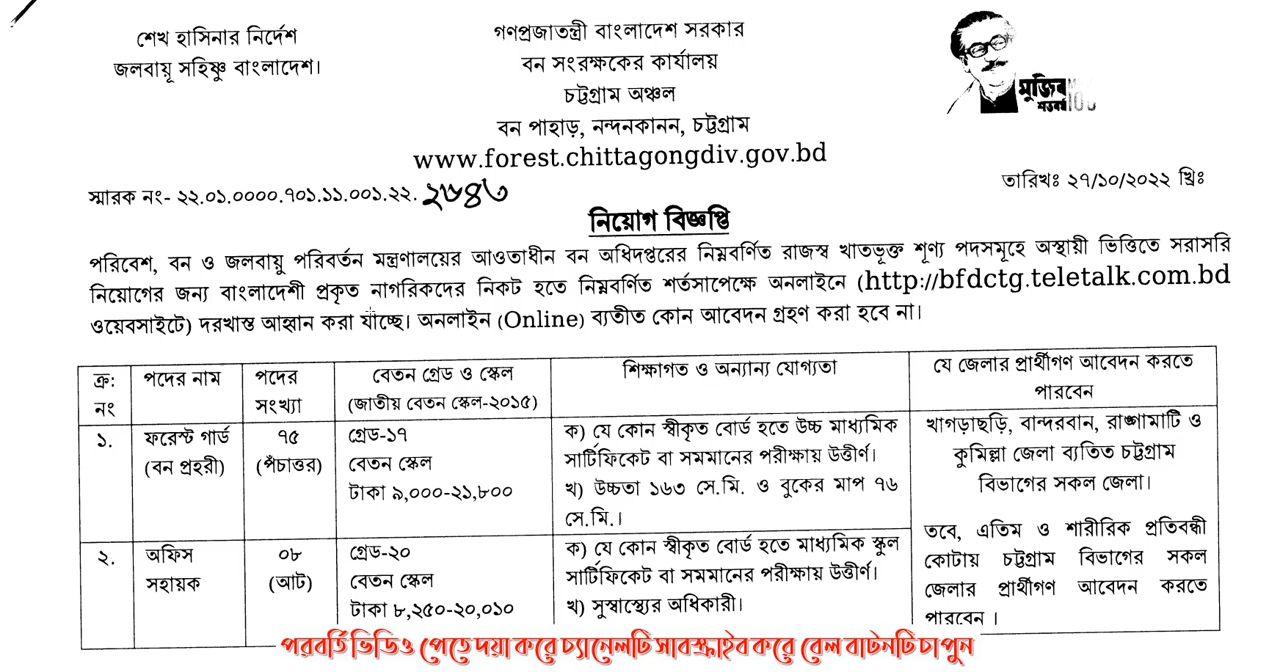 শেখ হাসিনার নির্দেশ
জলবায়ূ সহিষ্ণু বাংলাদেশ।
গণপ্রজাতন্ত্রী বাংলাদেশ সরকার
বন সংরক্ষকের কার্যালয়
চট্টগ্রাম অঞ্চল
বন পাহাড়, নন্দনকানন, চট্টগ্রাম
www.forest.chittagongdiv.gov.bd
মুজিব
শতবর্ষ 100
স্মারক নং- ২২.০১.০০০০.৭০১.১১.০০১.২২.
তারিখঃ ২৭/১০/২০২২ খ্রিঃ
নিয়োগ বিজ্ঞপ্তি
পরিবেশ, বন ও জলবায়ু পরিবর্তন মন্ত্রণালয়ের আওতাধীন বন অধিদপ্তরের নিম্নবর্ণিত রাজস্ব খাতভূক্ত শূণ্য পদসমূহে অস্থায়ী ভিত্তিতে সরাসরি
নিয়োগের জন্য বাংলাদেশী প্রকৃত নাগরিকদের নিকট হতে নিম্নবর্ণিত শর্তসাপেক্ষে অনলাইনে (http://bfdctg.teletalk.com.bd
ওয়েবসাইটে) দরখাস্ত আহ্বান করা যাচ্ছে। অনলাইন (Online) ব্যতীত কোন আবেদন গ্রহণ করা হবে না।
ক্র: নং
পদের নাম
পদের সংখ্যা
বেতন গ্রেড ও স্কেল
(জাতীয় বেতন স্কেল-২০১৫)
শিক্ষাগত ও অন্যান্য যোগ্যতা
যে জেলার প্রার্থীগণ আবেদন করতে
পারবেন
১.
ফরেস্ট গার্ড
(বন প্রহরী)
৭৫
(পঁচাত্তর)
গ্রেড-১৭
বেতন স্কেল
টাকা ৯,০০০-২১,৮০০
ক) যে কোন স্বীকৃত বোর্ড হতে উচ্চ মাধ্যমিক
সার্টিফিকেট বা সমমানের পরীক্ষায় উত্তীর্ণ।
খ) উচ্চতা ১৬৩ সে.মি. ও বুকের মাপ ৭৬
সে.মি.।
খাগড়াছড়ি, বান্দরবান, রাঙ্গামাটি ও
কুমিল্লা জেলা ব্যতিত চট্টগ্রাম
বিভাগের সকল জেলা।
তবে, এতিম ও শারীরিক প্রতিবন্ধী
কোটায় চট্টগ্রাম বিভাগের সকল
জেলার প্রার্থীগণ আবেদন করতে
পারবেন।
২.
অফিস
সহায়ক
০৮
(আট)
গ্রেড-২০
বেতন স্কেল
টাকা ৮,২৫০-২০,০১০
ক) যে কোন স্বীকৃত বোর্ড হতে মাধ্যমিক স্কুল
সার্টিফিকেট বা সমমানের পরীক্ষায় উত্তীর্ণ।
খ) সুস্বাস্থ্যের অধিকারী।
পরবর্তি ভিডিও পেতে দয়া করে চ্যানেলটি সাবস্ক্রাইব করে বেল বাটনটি চাপুন